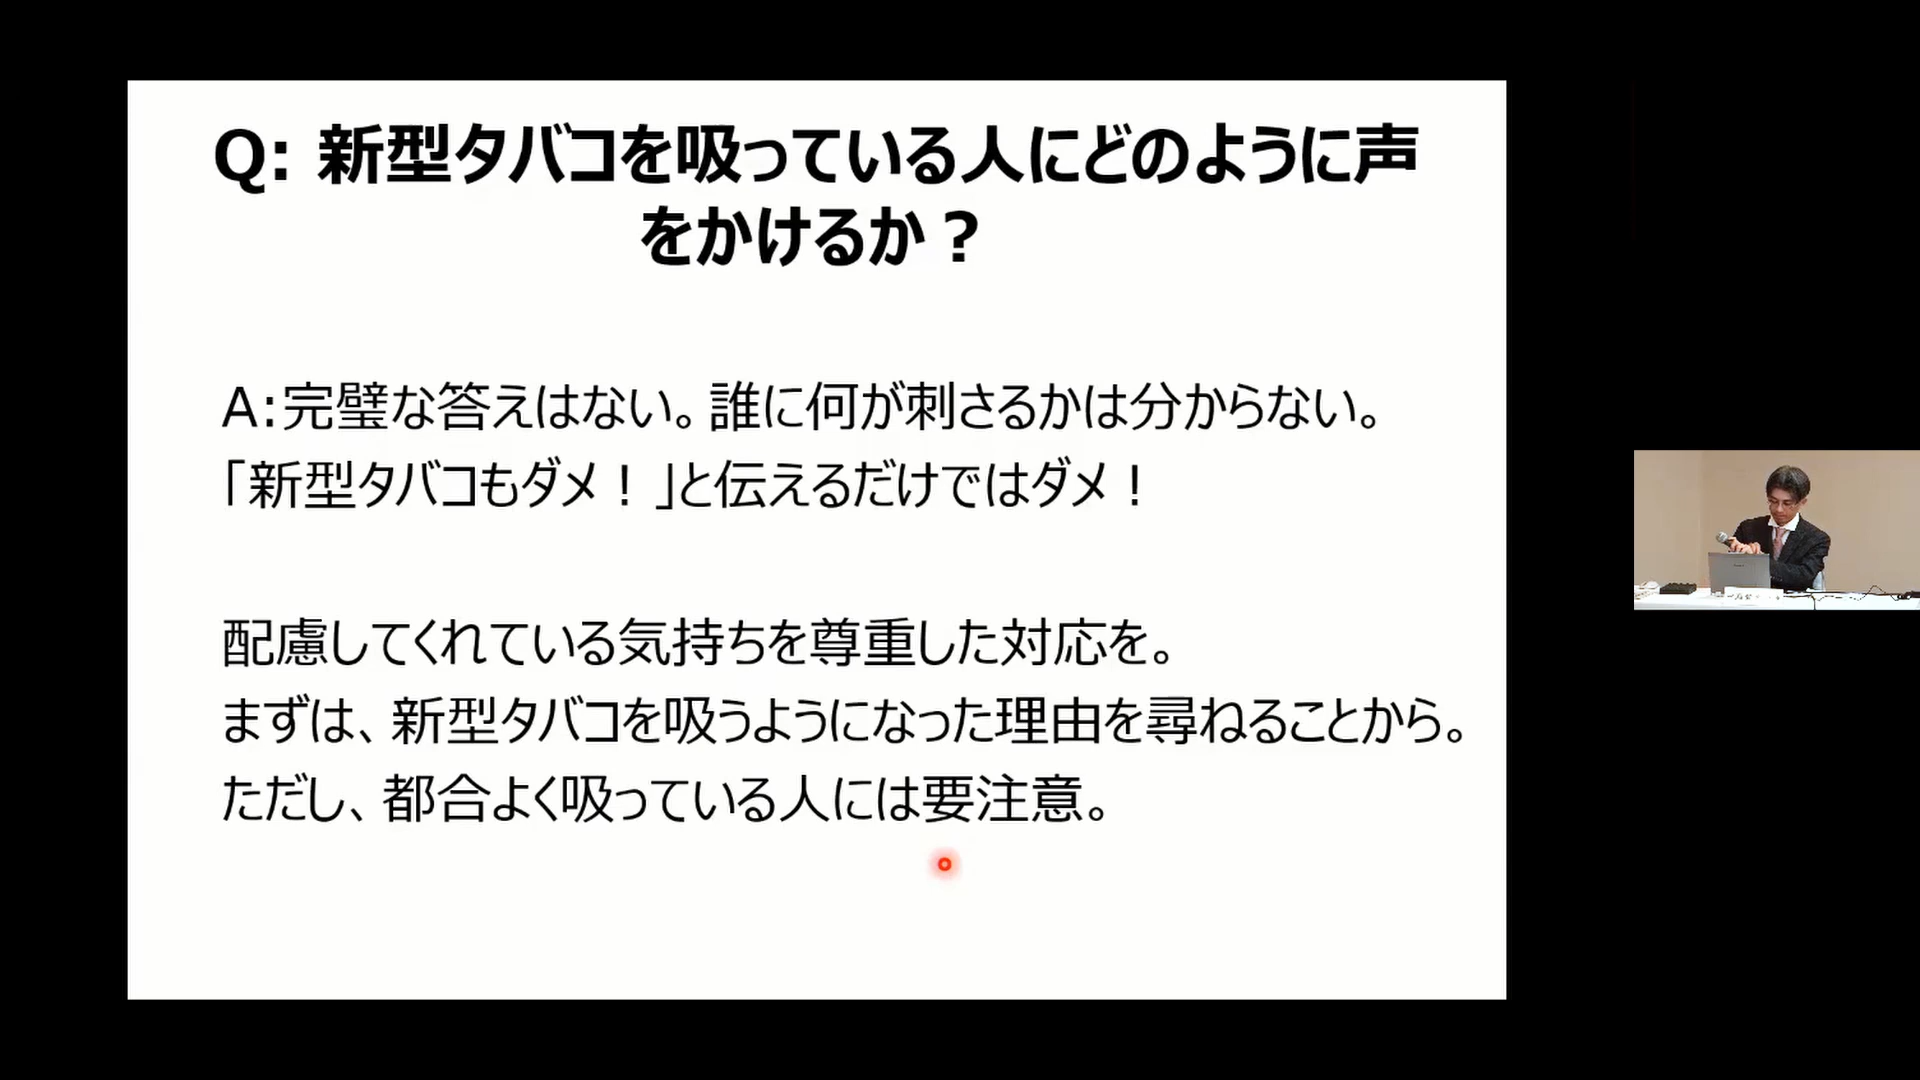 Q: 新型タバコを吸っている人にどのように声
をかけるか？
A:完璧な答えはない。誰に何が刺さるかは分からない。
「新型タバコもダメ！」と伝えるだけではダメ！
配慮してくれている気持ちを尊重した対応を。
まずは、新型タバコを吸うようになった理由を尋ねることから。
ただし、都合よく吸っている人には要注意。